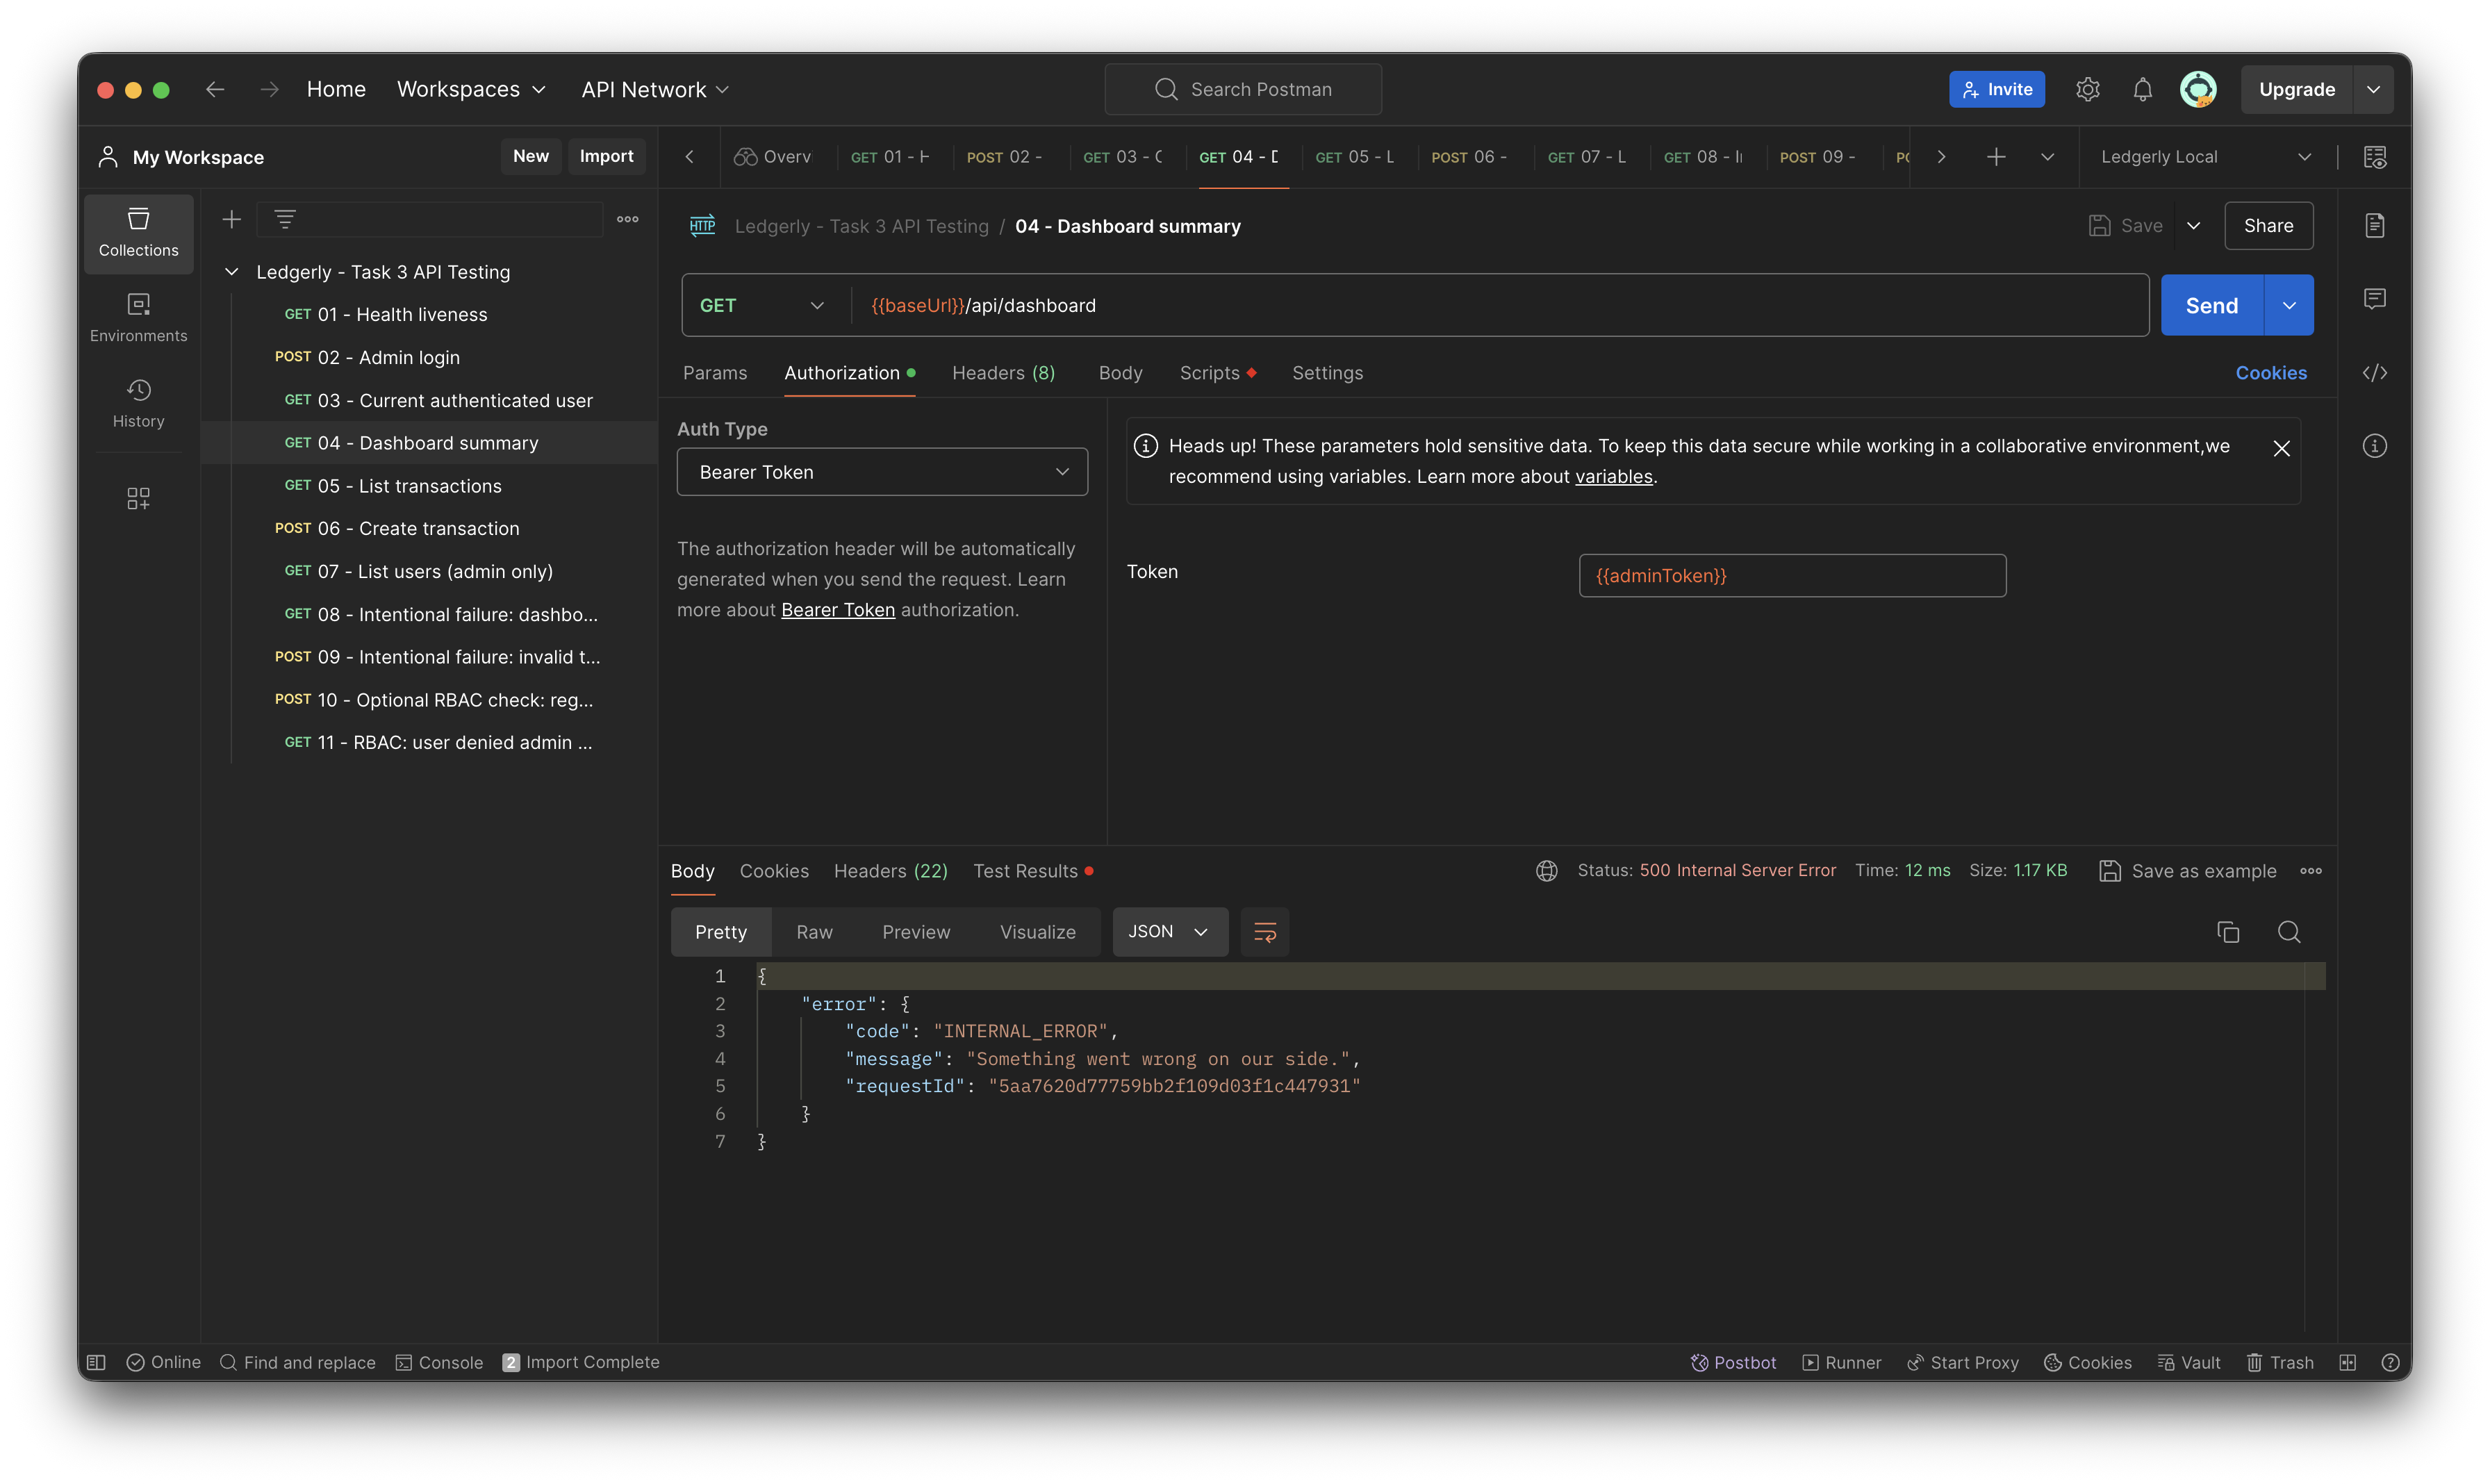 Home
Workspaces
API Network
Search Postman
Invite
Upgrade
My Workspace
New
Import
Overv
GET 01 - H
POST 02 -
GET 03 - C
GET 04 - D
GET 05 - L
POST 06 -
GET 07 - L
GET 08 - I
POST 09 -
Ledgerly Local
Collections
Environments
History
Ledgerly - Task 3 API Testing
GET 01 - Health liveness
POST 02 - Admin login
GET 03 - Current authenticated user
GET 04 - Dashboard summary
GET 05 - List transactions
POST 06 - Create transaction
GET 07 - List users (admin only)
GET 08 - Intentional failure: dashbo...
POST 09 - Intentional failure: invalid t...
POST 10 - Optional RBAC check: reg...
GET 11 - RBAC: user denied admin ...
HTTP
Ledgerly - Task 3 API Testing / 04 - Dashboard summary
Save
Share
GET
{{baseUrl}}/api/dashboard
Send
Params
Authorization
Headers (8)
Body
Scripts
Settings
Cookies
Auth Type
Bearer Token
The authorization header will be automatically
generated when you send the request. Learn
more about Bearer Token authorization.
Heads up! These parameters hold sensitive data. To keep this data secure while working in a collaborative environment,we
recommend using variables. Learn more about variables.
Token
{{adminToken}}
Body
Cookies
Headers (22)
Test Results
Status: 500 Internal Server Error
Time: 12 ms
Size: 1.17 KB
Save as example
Pretty
Raw
Preview
Visualize
JSON
1 {
2 "error": {
3 "code": "INTERNAL_ERROR",
4 "message": "Something went wrong on our side.",
5 "requestId": "5aa7620d77759bb2f109d03f1c447931"
6 }
7 }
Online
Find and replace
Console
2 Import Complete
Postbot
Runner
Start Proxy
Cookies
Vault
Trash